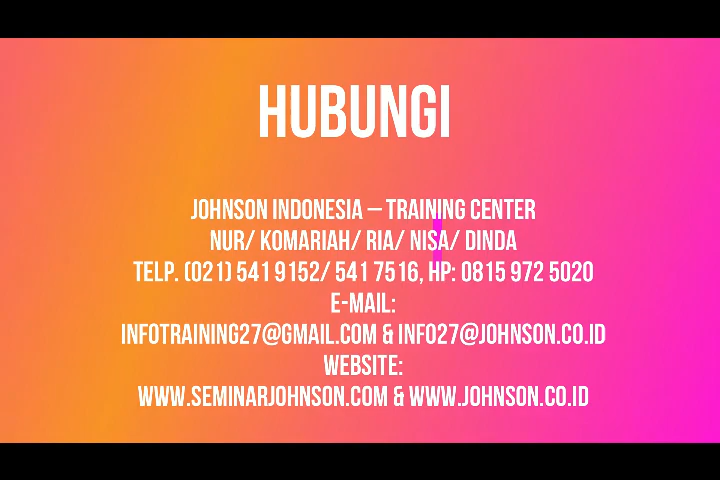 HUBUNGI
JOHNSON INDONESIA – TRAINING CENTER
NUR/ KOMARIAH/ RIA/ NISA/ DINDA
TELP. (021) 541 9152/ 541 7516, HP: 0815 972 5020
E-MAIL:
INFOTRAINING27@GMAIL.COM & INFO27@JOHNSON.CO.ID
WEBSITE:
WWW.SEMINARJOHNSON.COM & WWW.JOHNSON.CO.ID